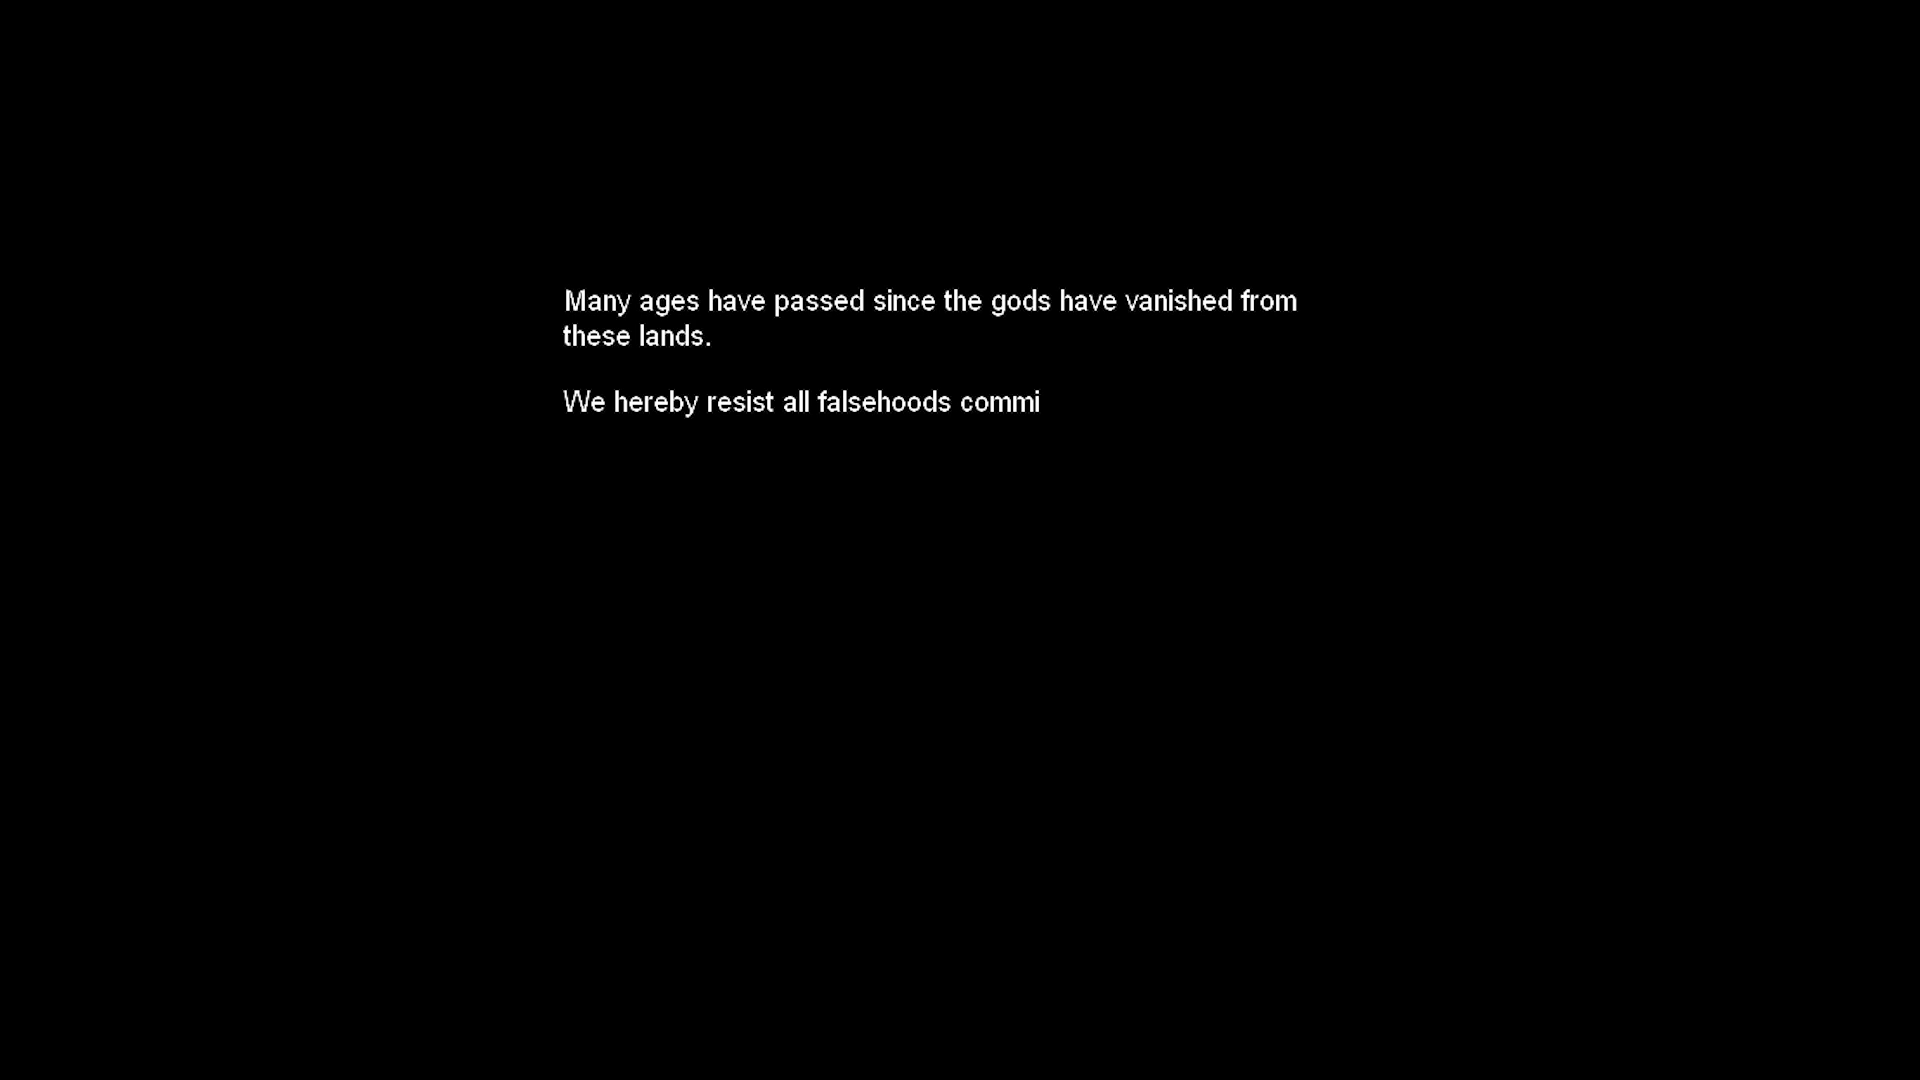 Many ages have passed since the gods have vanished from
these lands.
We hereby resist all falsehoods commi